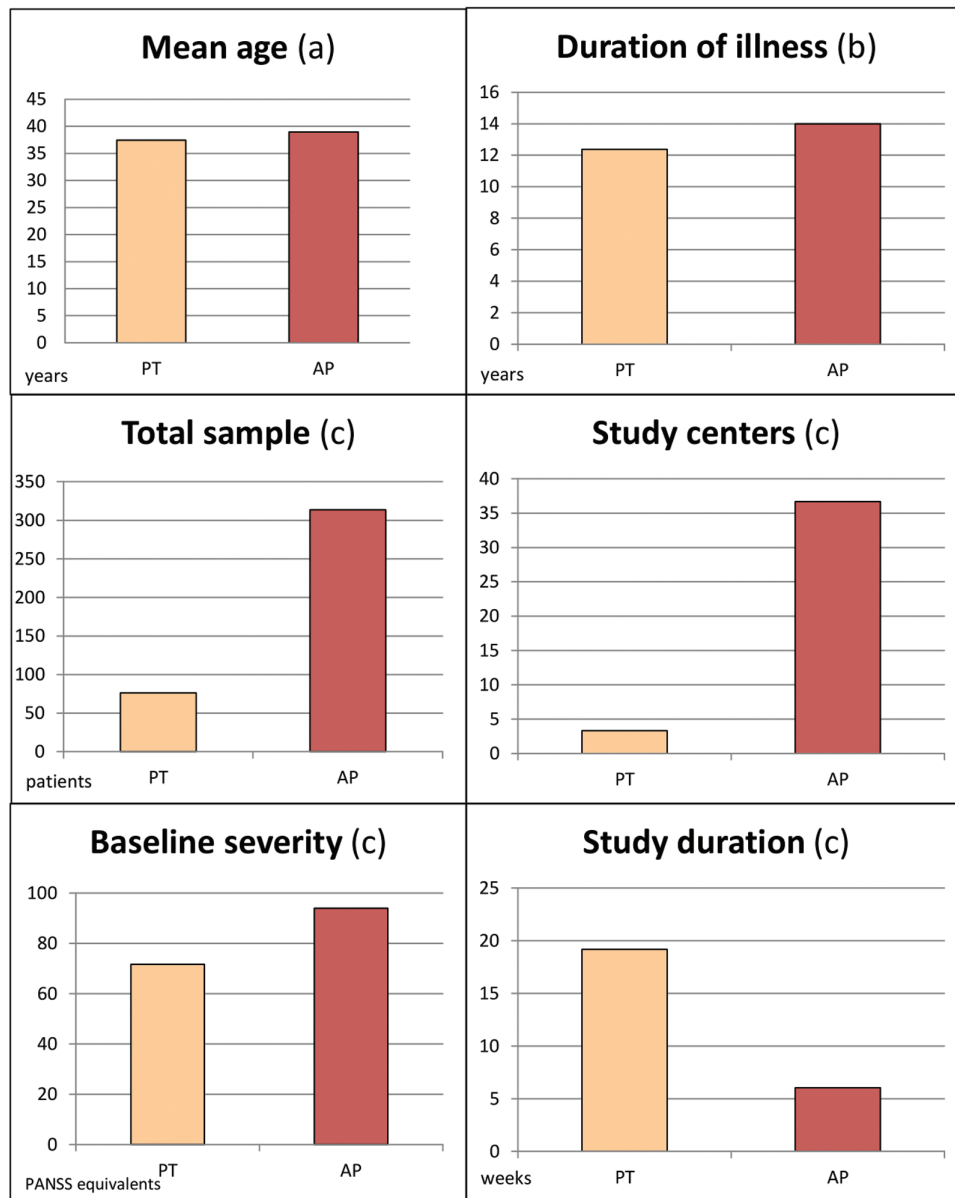 Mean age (a)
45
40
35
30
25
20
15
10
5
0
PT
AP
years
Duration of illness (b)
16
14
12
10
8
6
4
2
0
PT
AP
years
Total sample (c)
350
300
250
200
150
100
50
0
PT
AP
patients
Study centers (c)
40
35
30
25
20
15
10
5
0
PT
AP
Baseline severity (c)
100
80
60
40
20
0
PT
AP
PANSS equivalents
Study duration (c)
25
20
15
10
5
0
PT
AP
weeks